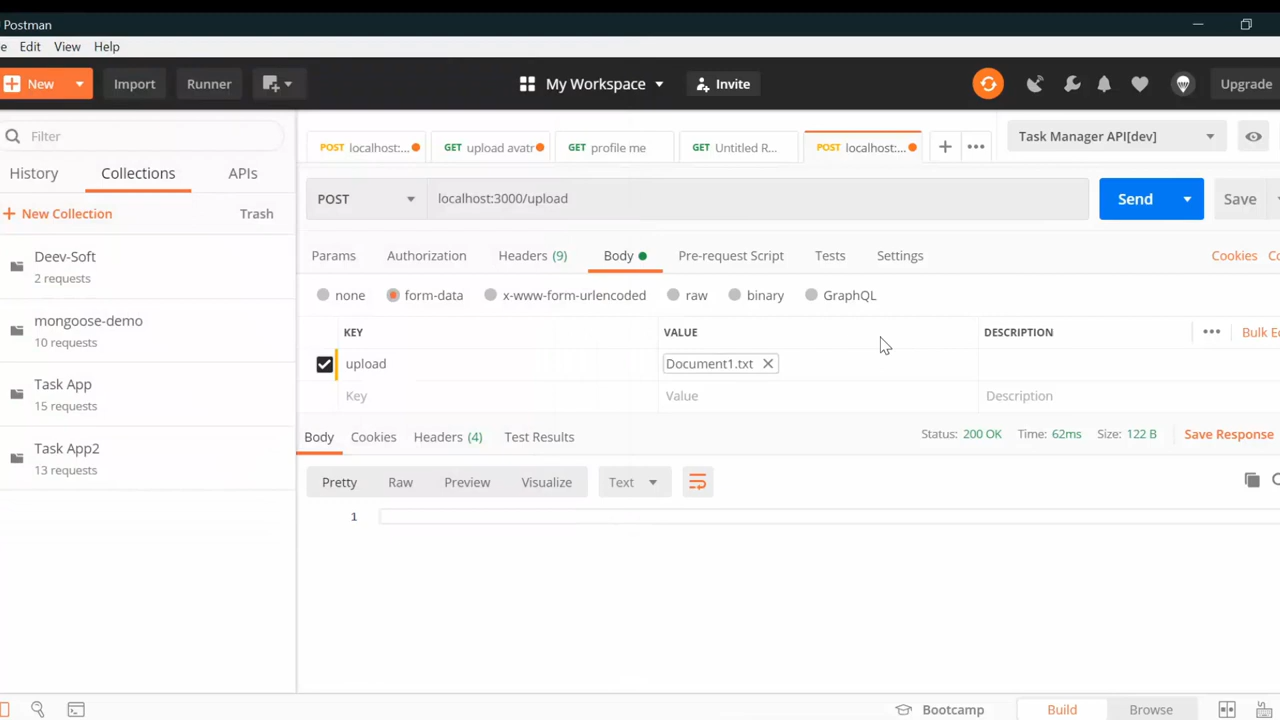 Postman
e Edit View Help
New Import Runner My Workspace Invite Upgrade
Filter
History Collections APIs
+ New Collection Trash
Deev-Soft
2 requests
mongoose-demo
10 requests
Task App
15 requests
Task App2
13 requests
POST localhost:... GET upload avatr GET profile me GET Untitled R... POST localhost:... + ••• Task Manager API[dev]
POST localhost:3000/upload Send Save
Params Authorization Headers (9) Body Pre-request Script Tests Settings Cookies Co
none form-data x-www-form-urlencoded raw binary GraphQL
KEY VALUE DESCRIPTION ••• Bulk Ed
upload Document1.txt
Key Value Description
Body Cookies Headers (4) Test Results Status: 200 OK Time: 62ms Size: 122 B Save Response
Pretty Raw Preview Visualize Text
1
Bootcamp Build Browse